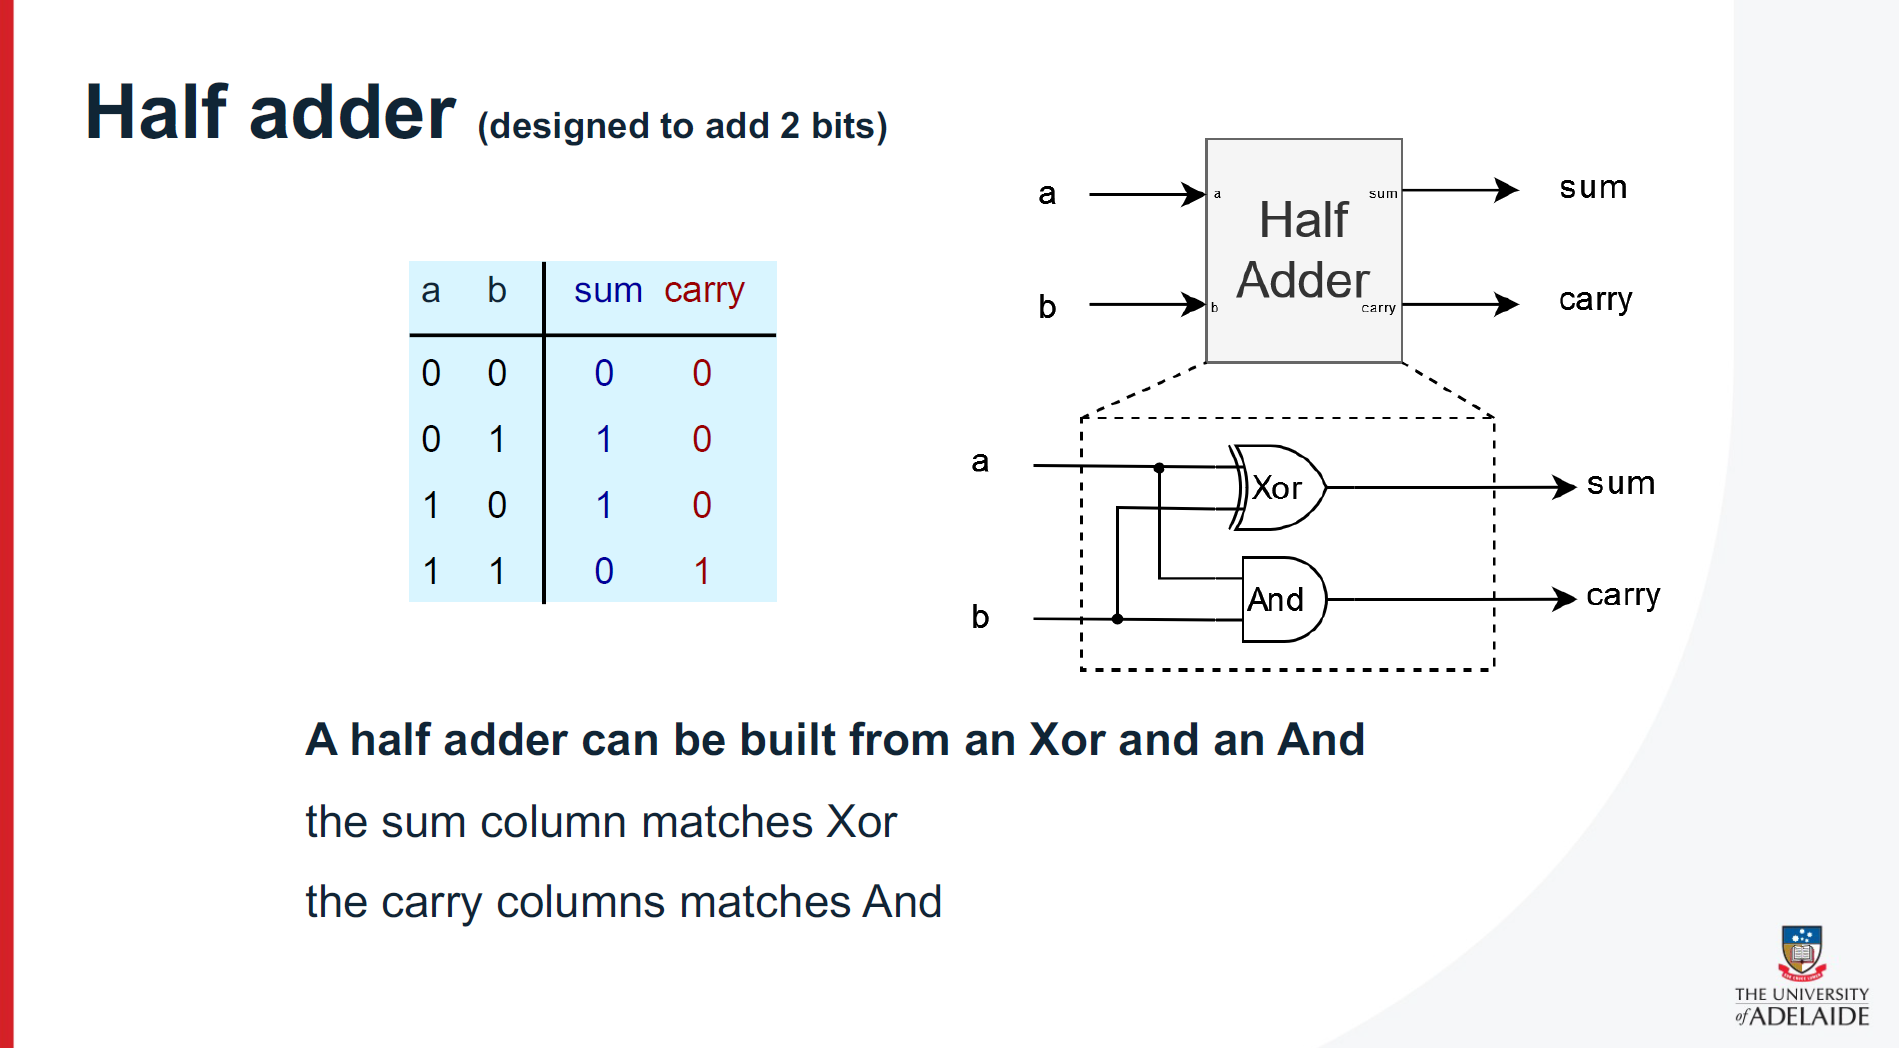 Half adder (designed to add 2 bits)
a b sum carry
0 0 0 0
0 1 1 0
1 0 1 0
1 1 0 1
a a Half Adder sum sum
b b carry carry
a Xor sum
b And carry
A half adder can be built from an Xor and an And
the sum column matches Xor
the carry columns matches And
THE UNIVERSITY
of ADELAIDE